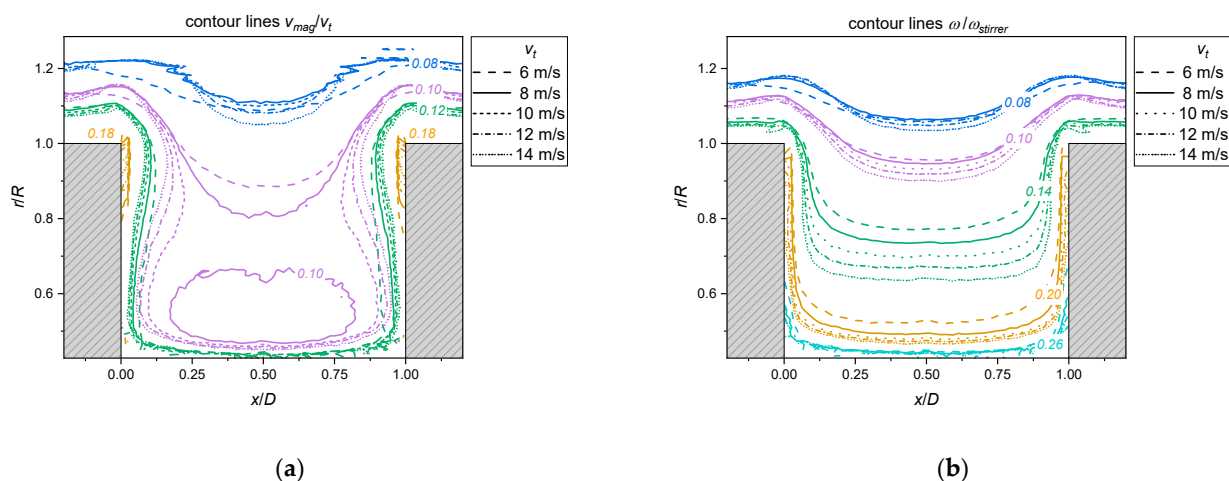 contour lines v_mag/v_t
v_t
6 m/s
8 m/s
10 m/s
12 m/s
14 m/s
0.08
0.10
0.12
0.18
0.18
0.10
1.2
1.0
0.8
0.6
r/R
0.00
0.25
0.50
0.75
1.00
x/D
(a)
contour lines ω/ω_stirrer
v_t
6 m/s
8 m/s
10 m/s
12 m/s
14 m/s
0.08
0.10
0.14
0.20
0.26
1.2
1.0
0.8
0.6
r/R
0.00
0.25
0.50
0.75
1.00
x/D
(b)